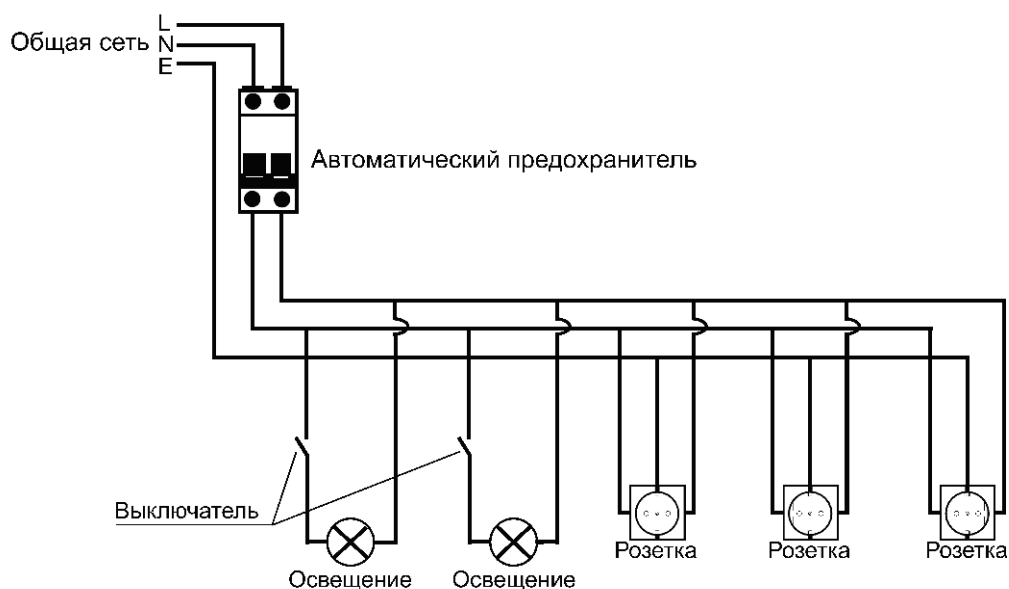 L
Общая сеть N
E
Автоматический предохранитель
Выключатель
Освещение Освещение Розетка Розетка Розетка